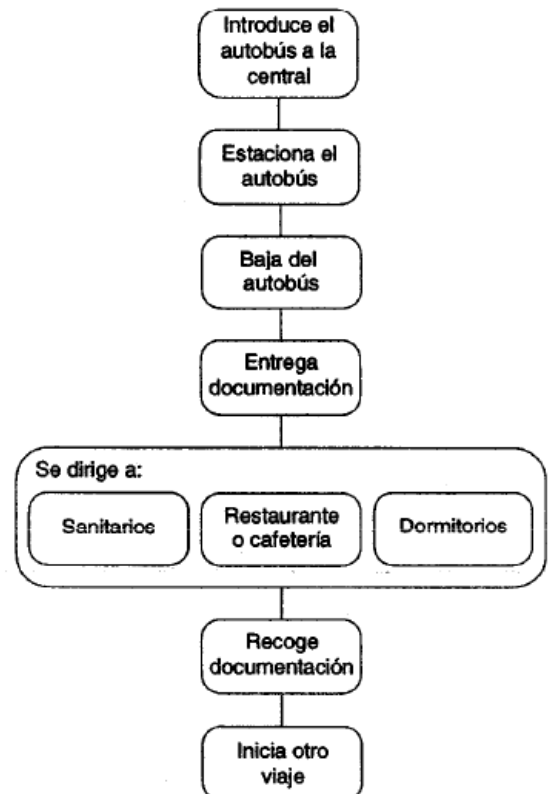 Introduce el
autobús a la
central
Estaciona el
autobús
Baja del
autobús
Entrega
documentación
Se dirige a:
Sanitarios
Restaurante
o cafetería
Dormitorios
Recoge
documentación
Inicia otro
viaje